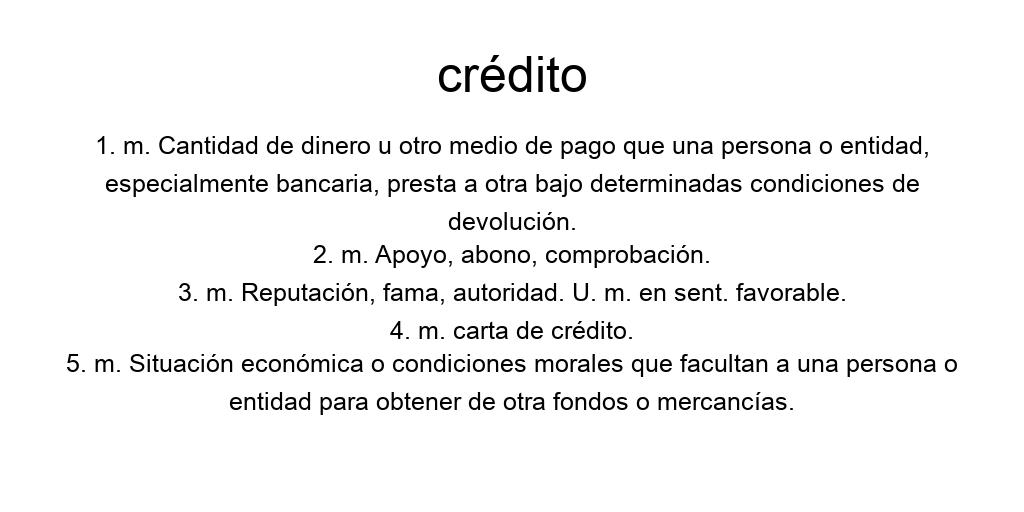 crédito
1. m. Cantidad de dinero u otro medio de pago que una persona o entidad,
especialmente bancaria, presta a otra bajo determinadas condiciones de
devolución.
2. m. Apoyo, abono, comprobación.
3. m. Reputación, fama, autoridad. U. m. en sent. favorable.
4. m. carta de crédito.
5. m. Situación económica o condiciones morales que facultan a una persona o
entidad para obtener de otra fondos o mercancías.